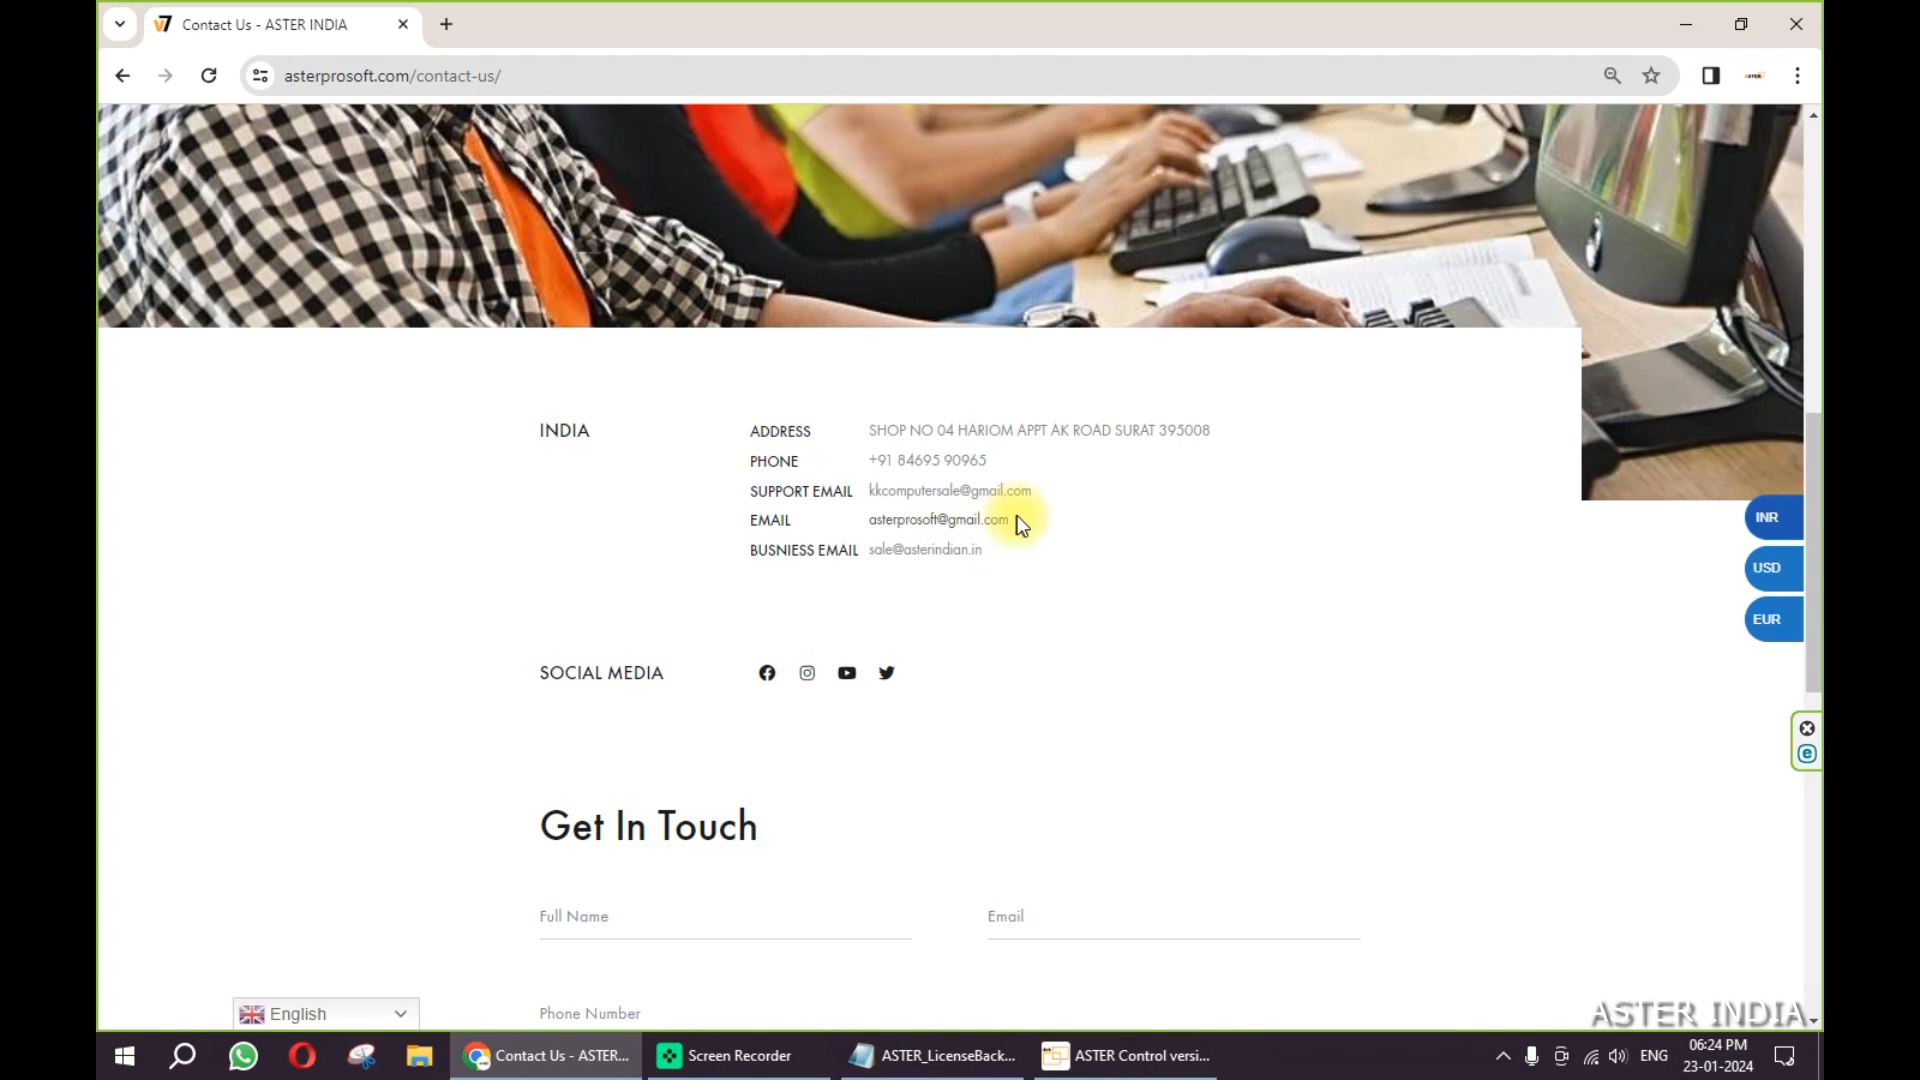 Contact Us - ASTER INDIA
asterprosoft.com/contact-us/
INDIA
ADDRESS SHOP NO 04 HARIOM APPT AK ROAD SURAT 395008
PHONE +91 84695 90965
SUPPORT EMAIL kkcomputersale@gmail.com
EMAIL asterprosoft@gmail.com
BUSNIESS EMAIL sale@asterindian.in
INR
USD
EUR
SOCIAL MEDIA
Get In Touch
Full Name Email
Phone Number
English
ASTER INDIA
Contact Us - ASTER... Screen Recorder ASTER_LicenseBack... ASTER Control versi... ENG 06:24 PM
23-01-2024